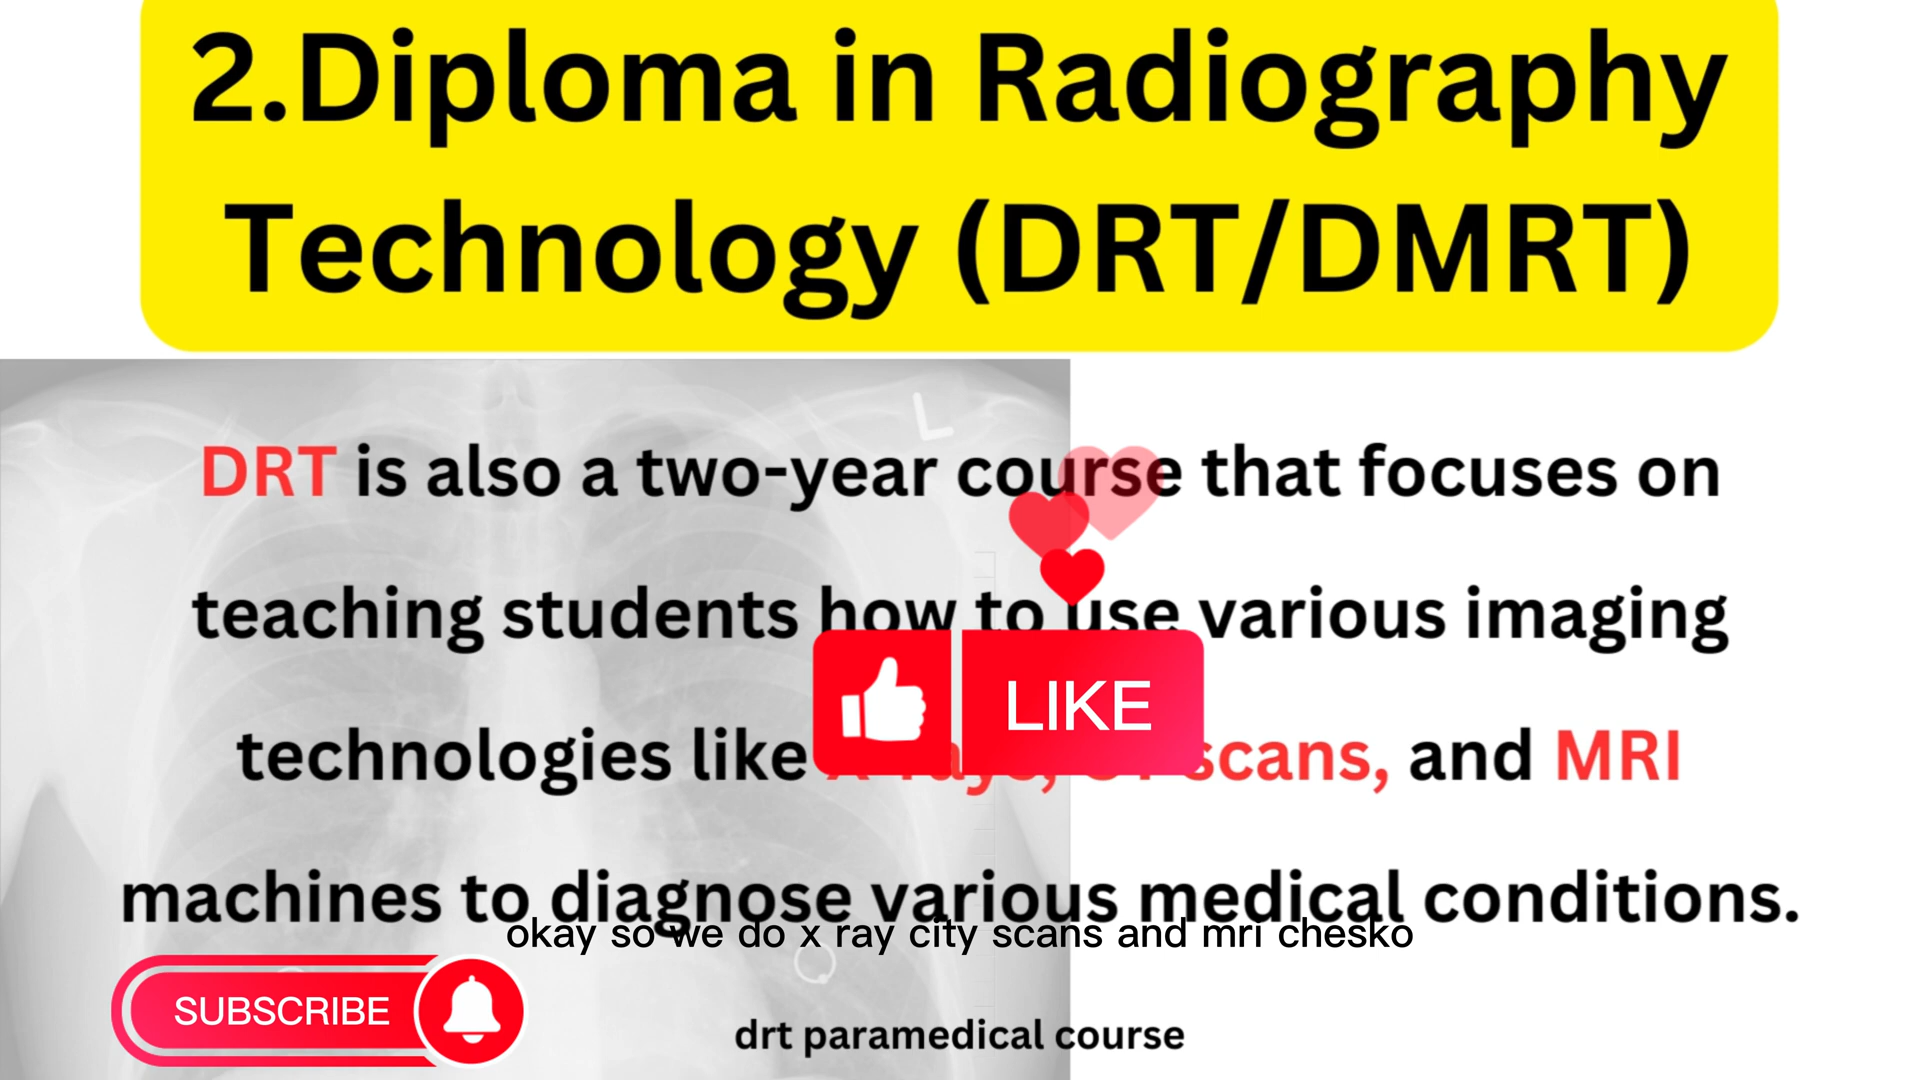 2.Diploma in Radiography
Technology (DRT/DMRT)
L
DRT is also a two-year course that focuses on
teaching students how to use various imaging
LIKE
technologies like scans, and MRI
machines to diagnose various medical conditions.
okay so we do x ray city scans and mri chesko
SUBSCRIBE
drt paramedical course